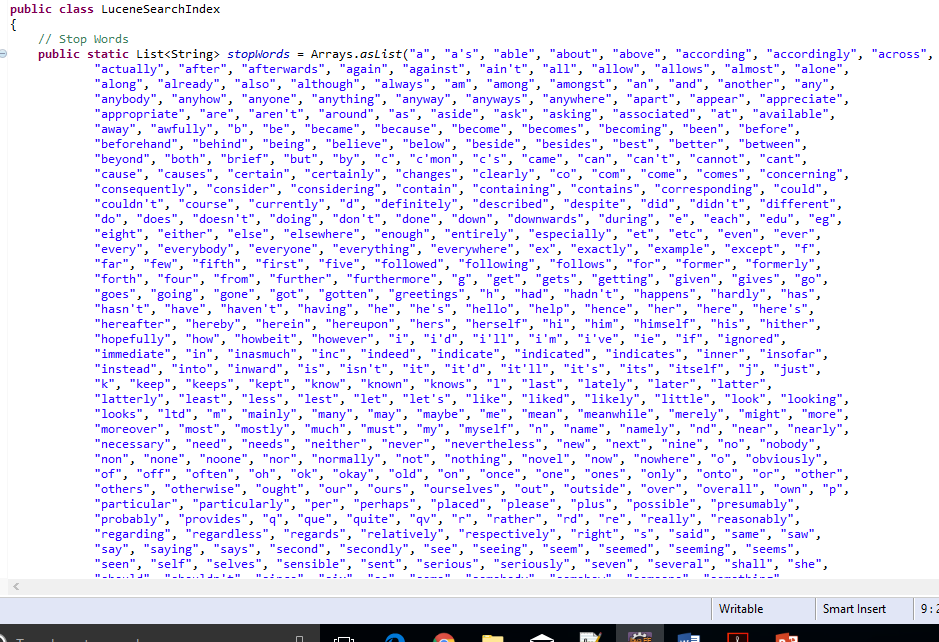 public class LuceneSearchIndex
{
// Stop Words
public static List<String> stopWords = Arrays.asList("a", "a's", "able", "about", "above", "according", "accordingly", "across",
"actually", "after", "afterwards", "again", "against", "ain't", "all", "allow", "allows", "almost", "alone",
"along", "already", "also", "although", "always", "am", "among", "amongst", "an", "and", "another", "any",
"anybody", "anyhow", "anyone", "anything", "anyway", "anyways", "anywhere", "apart", "appear", "appreciate",
"appropriate", "are", "aren't", "around", "as", "aside", "ask", "asking", "associated", "at", "available",
"away", "awfully", "b", "be", "became", "because", "become", "becomes", "becoming", "been", "before",
"beforehand", "behind", "being", "believe", "below", "beside", "besides", "best", "better", "between",
"beyond", "both", "brief", "but", "by", "c", "c'mon", "c's", "came", "can", "can't", "cannot", "cant",
"cause", "causes", "certain", "certainly", "changes", "clearly", "co", "com", "come", "comes", "concerning",
"consequently", "consider", "considering", "contain", "containing", "contains", "corresponding", "could",
"couldn't", "course", "currently", "d", "definitely", "described", "despite", "did", "didn't", "different",
"do", "does", "doesn't", "doing", "don't", "done", "down", "downwards", "during", "e", "each", "edu", "eg",
"eight", "either", "else", "elsewhere", "enough", "entirely", "especially", "et", "etc", "even", "ever",
"every", "everybody", "everyone", "everything", "everywhere", "ex", "exactly", "example", "except", "f",
"far", "few", "fifth", "first", "five", "followed", "following", "follows", "for", "former", "formerly",
"forth", "four", "from", "further", "furthermore", "g", "get", "gets", "getting", "given", "gives", "go",
"goes", "going", "gone", "got", "gotten", "greetings", "h", "had", "hadn't", "happens", "hardly", "has",
"hasn't", "have", "haven't", "having", "he", "he's", "hello", "help", "hence", "her", "here", "here's",
"hereafter", "hereby", "herein", "hereupon", "hers", "herself", "hi", "him", "himself", "his", "hither",
"hopefully", "how", "howbeit", "however", "i", "i'd", "i'll", "i'm", "i've", "ie", "if", "ignored",
"immediate", "in", "inasmuch", "inc", "indeed", "indicate", "indicated", "indicates", "inner", "insofar",
"instead", "into", "inward", "is", "isn't", "it", "it'd", "it'll", "it's", "its", "itself", "j", "just",
"k", "keep", "keeps", "kept", "know", "known", "knows", "l", "last", "lately", "later", "latter",
"latterly", "least", "less", "lest", "let", "let's", "like", "liked", "likely", "little", "look", "looking",
"looks", "ltd", "m", "mainly", "many", "may", "maybe", "me", "mean", "meanwhile", "merely", "might", "more",
"moreover", "most", "mostly", "much", "must", "my", "myself", "n", "name", "namely", "nd", "near", "nearly",
"necessary", "need", "needs", "neither", "never", "nevertheless", "new", "next", "nine", "no", "nobody",
"non", "none", "noone", "nor", "normally", "not", "nothing", "novel", "now", "nowhere", "o", "obviously",
"of", "off", "often", "oh", "ok", "okay", "old", "on", "once", "one", "ones", "only", "onto", "or", "other",
"others", "otherwise", "ought", "our", "ours", "ourselves", "out", "outside", "over", "overall", "own", "p",
"particular", "particularly", "per", "perhaps", "placed", "please", "plus", "possible", "presumably",
"probably", "provides", "q", "que", "quite", "qv", "r", "rather", "rd", "re", "really", "reasonably",
"regarding", "regardless", "regards", "relatively", "respectively", "right", "s", "said", "same", "saw",
"say", "saying", "says", "second", "secondly", "see", "seeing", "seem", "seemed", "seeming", "seems",
"seen", "self", "selves", "sensible", "sent", "serious", "seriously", "seven", "several", "shall", "she",
Writable Smart Insert 9 : 2